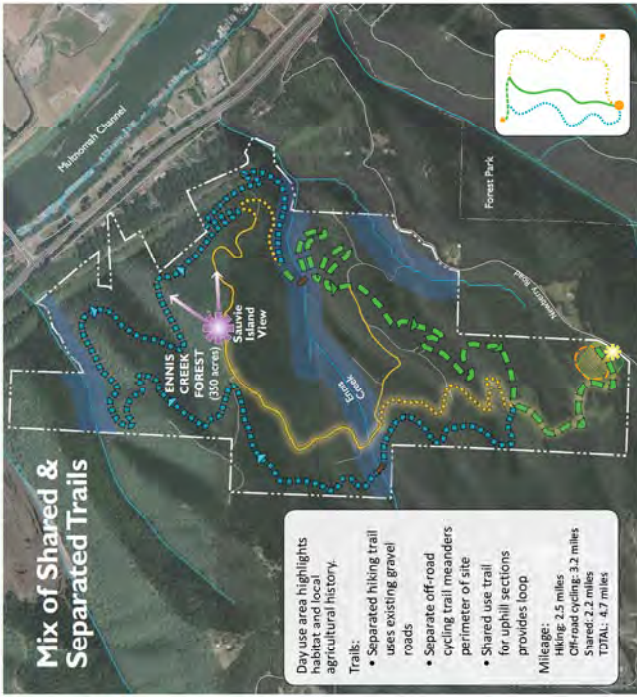 Mix of Shared &
Separated Trails
Multnomah Channel
ENNIS
CREEK
FOREST
(350 acres)
Sauvie
Island
View
Ennis
Creek
Newberry Road
Forest Park
Day use area highlights
habitat and local
agricultural history.
Trails:
• Separated hiking trail
uses existing gravel
roads
• Separate off-road
cycling trail meanders
perimeter of site
• Shared use trail
for uphill sections
provides loop
Mileage:
Hiking: 2.5 miles
Off-road cycling: 3.2 miles
Shared: 2.2 miles
TOTAL: 4.7 miles